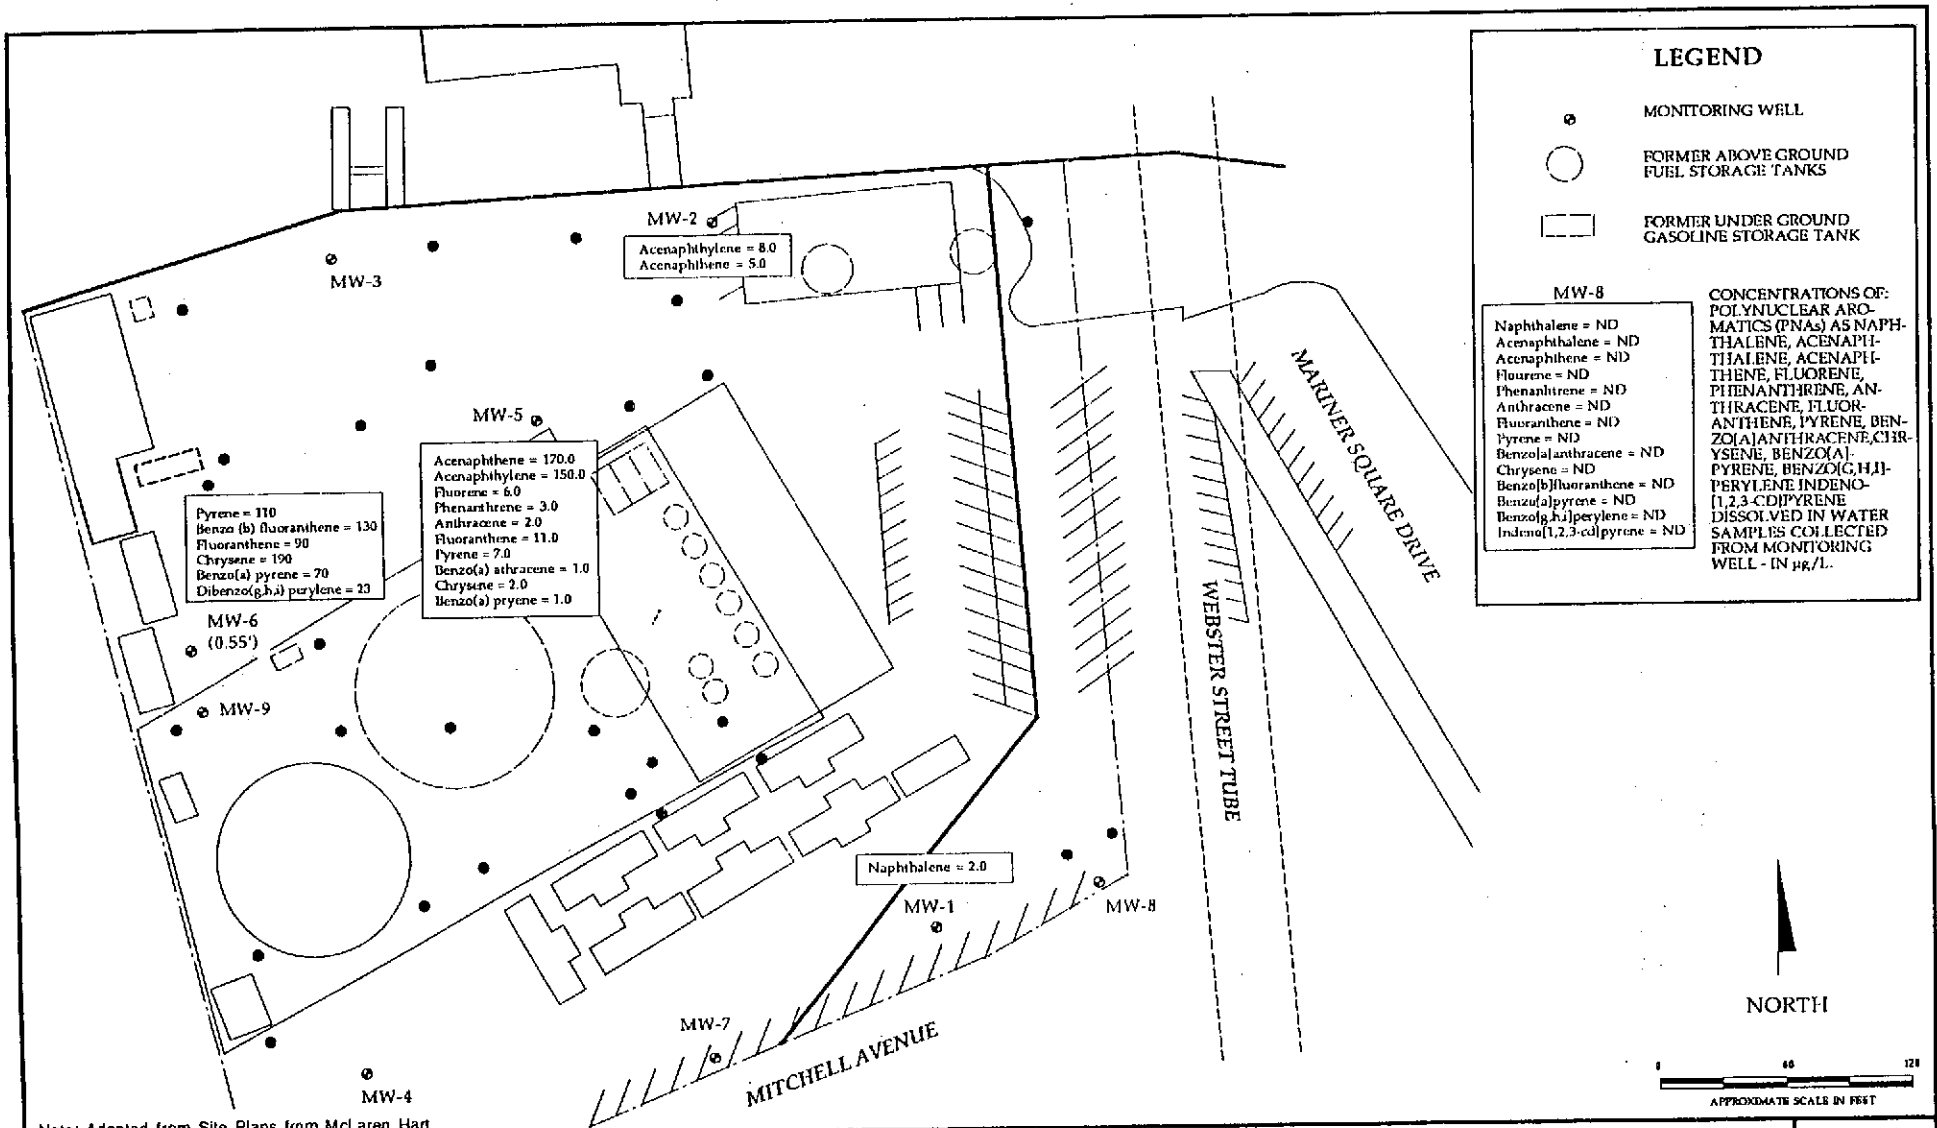 MW-2
Acenaphthylene = 8.0
Acenaphthene = 5.0
MW-3
MW-5
Acenaphthene = 170.0
Acenaphthylene = 150.0
Fluorene = 6.0
Phenanthrene = 3.0
Anthracene = 2.0
Fluoranthene = 11.0
Pyrene = 7.0
Benzo(a) athracene = 1.0
Chrysene = 2.0
Benzo(a) pryene = 1.0
Pyrene = 110
Benzo (b) fluoranthene = 130
Fluoranthene = 90
Chrysene = 190
Benzo(a) pyrene = 70
Dibenzo(g,h,i) perylene = 23
MW-6
(0.55')
MW-9
Naphthalene = 2.0
MW-1
MW-8
MW-7
MW-4
MITCHELL AVENUE
WEBSTER STREET TUBE
MARINER SQUARE DRIVE
LEGEND
MONITORING WELL
FORMER ABOVE GROUND
FUEL STORAGE TANKS
FORMER UNDER GROUND
GASOLINE STORAGE TANK
MW-8
Naphthalene = ND
Acenaphthalene = ND
Acenaphthene = ND
Flourene = ND
Phenanhtrene = ND
Anthracene = ND
Fluoranthene = ND
Pyrene = ND
Benzo[a]anthracene = ND
Chrysene = ND
Benzo[b]fluoranthene = ND
Benzo[a]pyrene = ND
Benzo[g,h,i]perylene = ND
Indeno[1,2,3-cd]pyrene = ND
CONCENTRATIONS OF:
POLYNUCLEAR ARO-
MATICS (PNAs) AS NAPH-
THALENE, ACENAPH-
THALENE, ACENAPH-
THENE, FLUORENE,
PHENANTHRENE, AN-
THRACENE, FLUOR-
ANTHENE, PYRENE, BEN-
ZO[A]ANTHRACENE,CHR-
YSENE, BENZO[A]-
PYRENE, BENZO[G,H,I]-
PERYLENE INDENO-
[1,2,3-CD]PYRENE
DISSOLVED IN WATER
SAMPLES COLLECTED
FROM MONITORING
WELL - IN µg/L.
NORTH
0 60 120
APPROXIMATE SCALE IN FEET
Note: Adapted from Site Plans from McLaren Hart